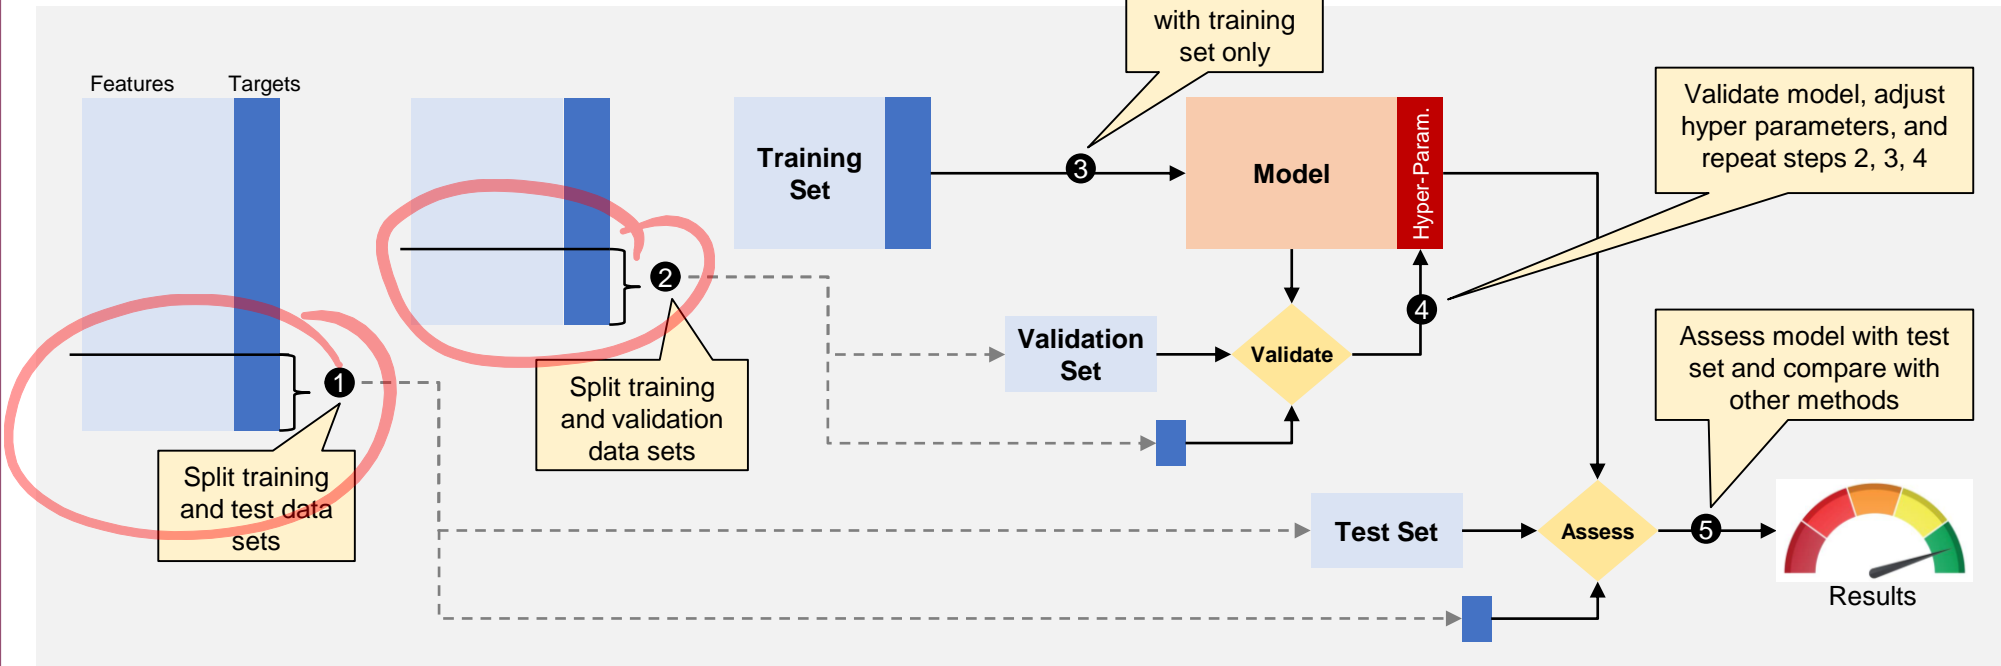 with training
set only
Features
Targets
Training
Set
Model
Hyper-Param.
Validate model, adjust
hyper parameters, and
repeat steps 2, 3, 4
3
2
4
Validation
Set
Validate
Assess model with test
set and compare with
other methods
1
Split training
and validation
data sets
Split training
and test data
sets
Test Set
Assess
5
Results